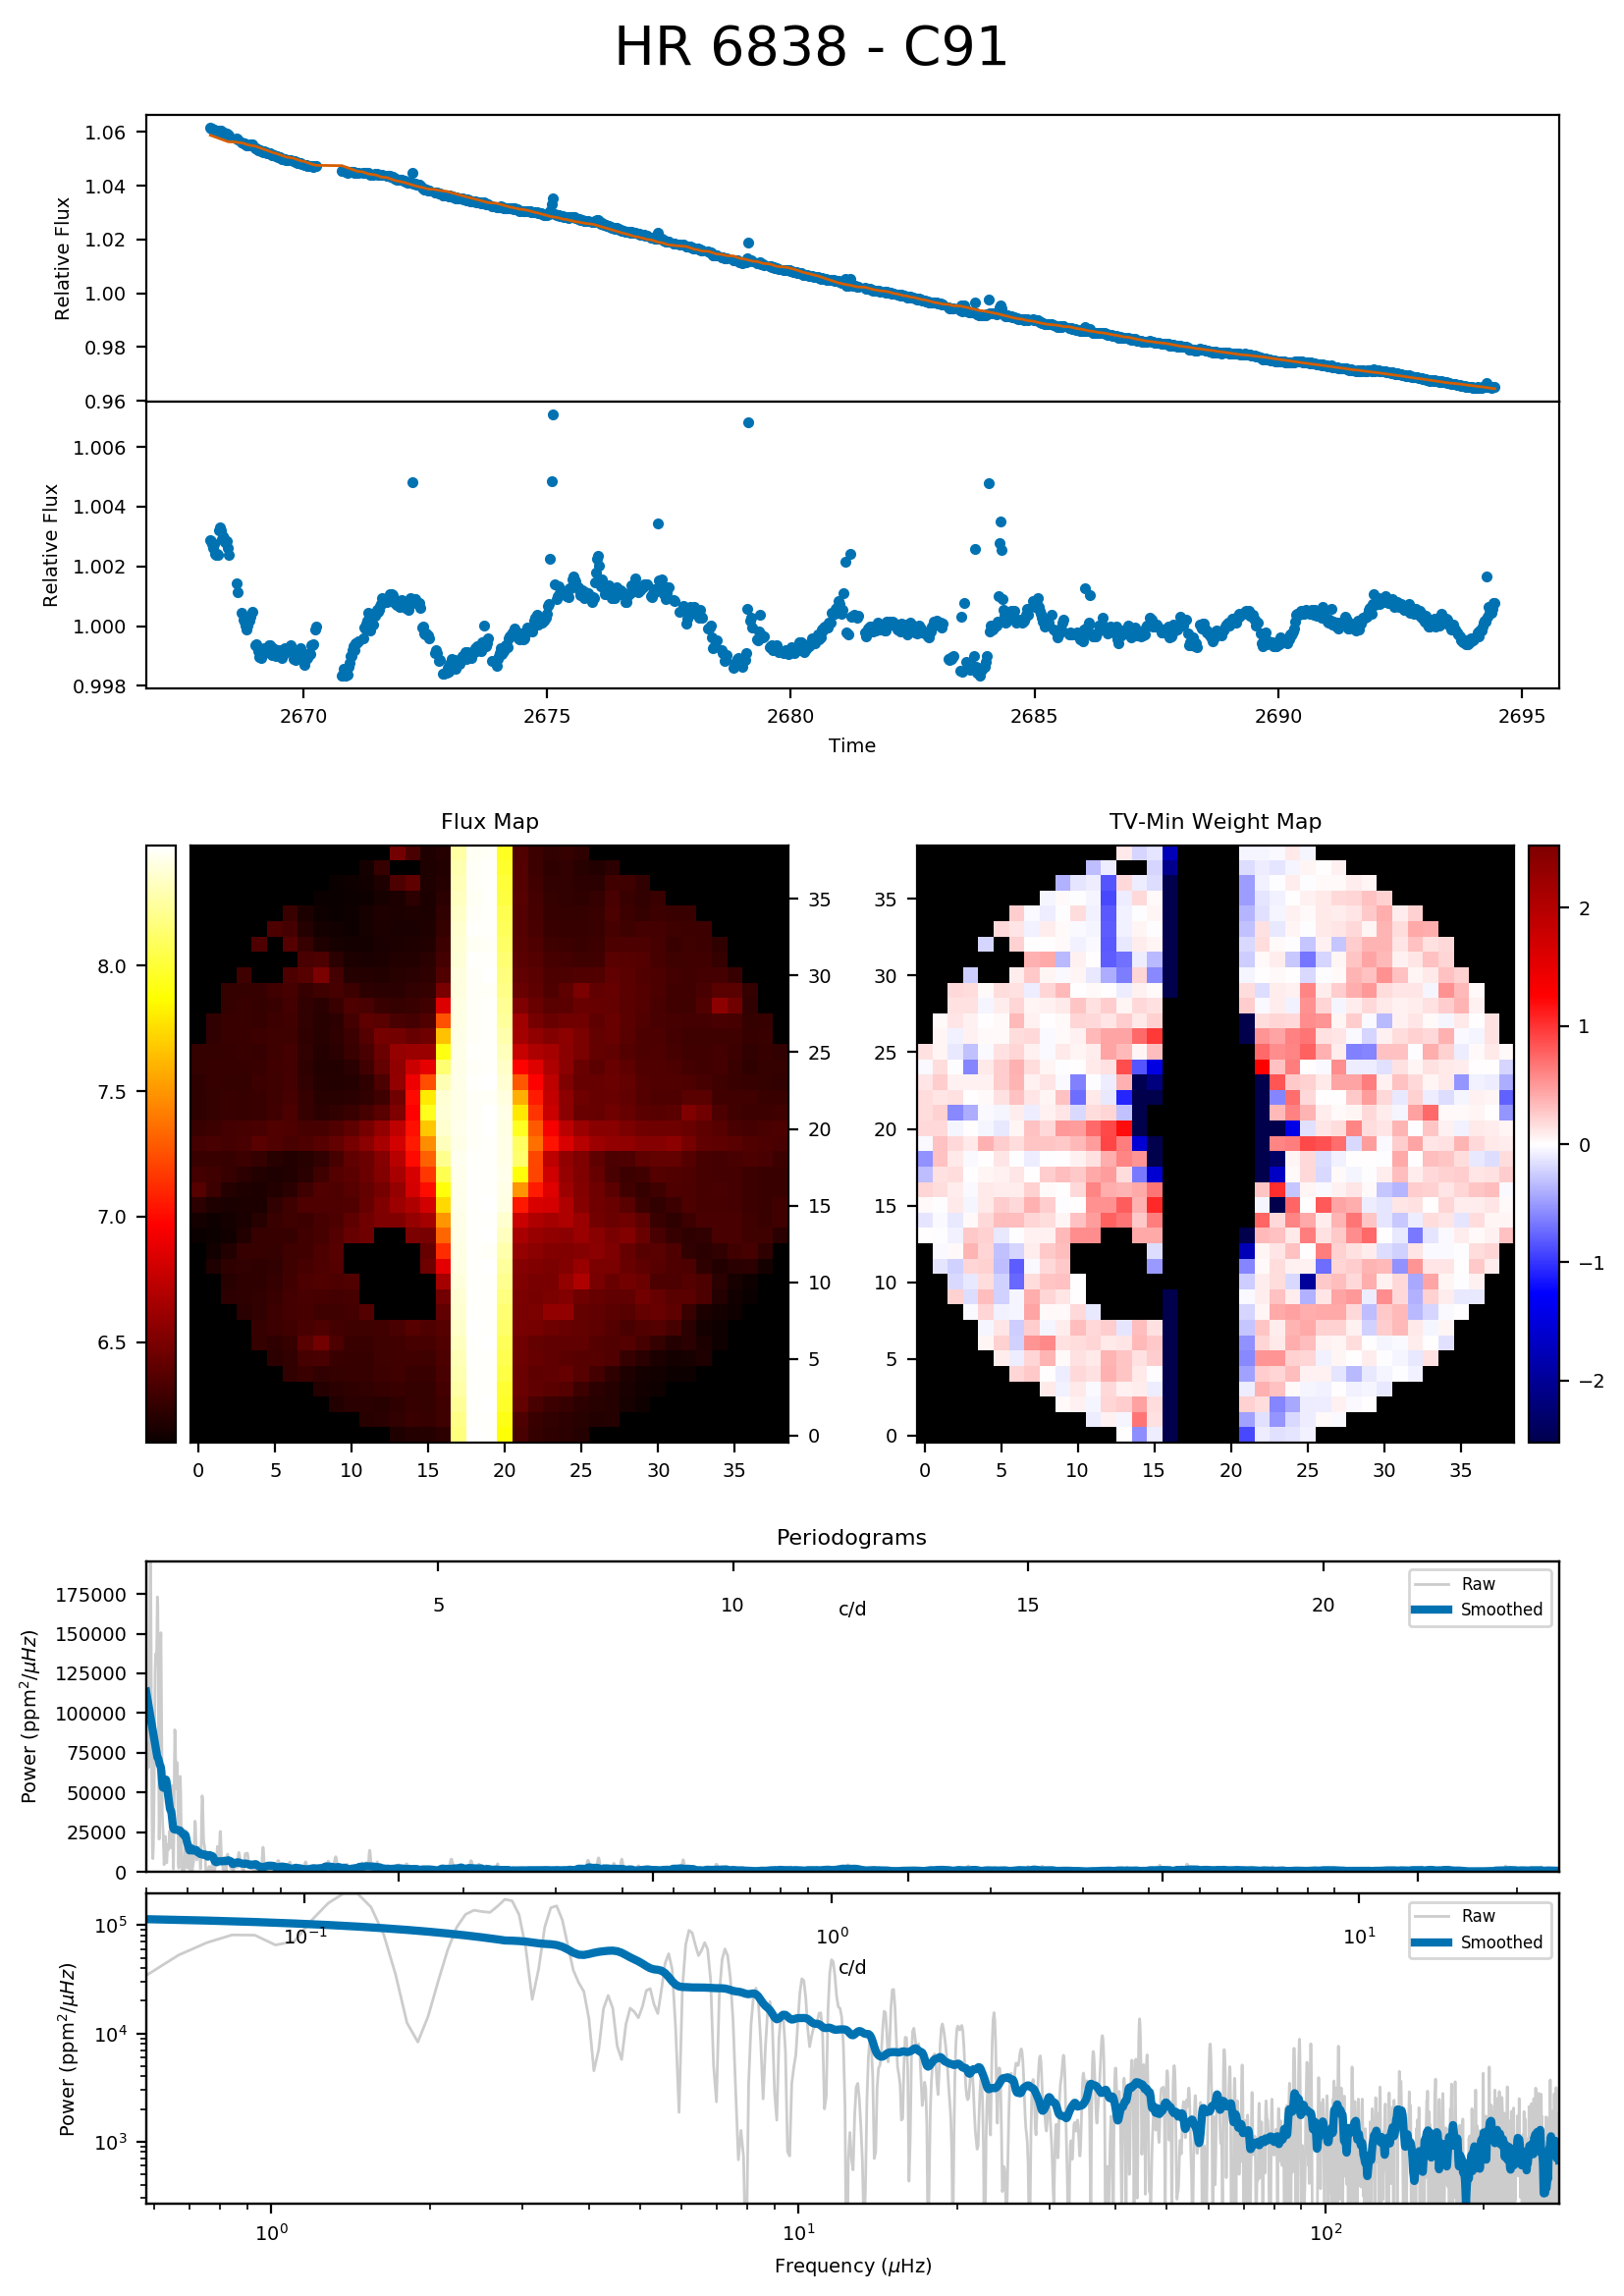 HR 6838 - C91
1.06
1.04
1.02
1.00
0.98
0.96
Relative Flux
1.006
1.004
1.002
1.000
0.998
Relative Flux
2670 2675 2680 2685 2690 2695
Time
Flux Map
8.0
7.5
7.0
6.5
35
30
25
20
15
10
5
0
0 5 10 15 20 25 30 35
TV-Min Weight Map
35
30
25
20
15
10
5
0
0 5 10 15 20 25 30 35
2
1
0
−1
−2
Periodograms
175000
150000
125000
100000
75000
50000
25000
0
Power (ppm²/μHz)
5 10 15 20
c/d
Raw
Smoothed
10⁵
10⁴
10³
Power (ppm²/μHz)
10⁻¹ 10⁰ 10¹
c/d
Raw
Smoothed
10⁰ 10¹ 10²
Frequency (μHz)